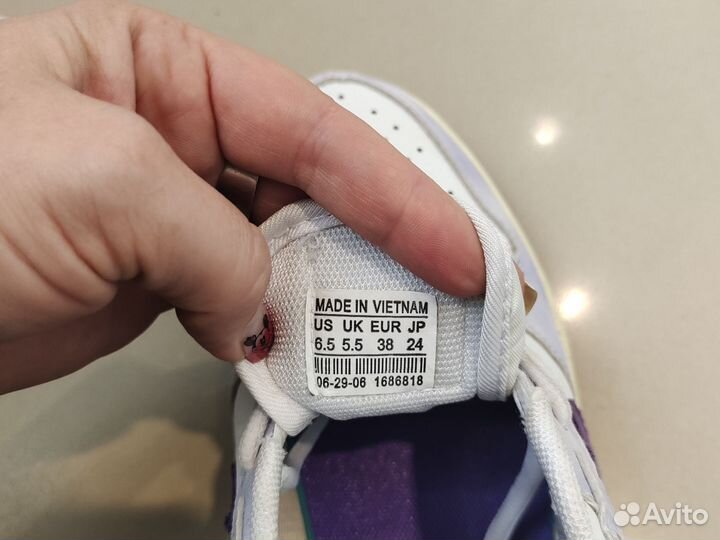 MADE IN VIETNAM
US UK EUR JP
6.5 5.5 38 24
06-29-06 1686818
Avito